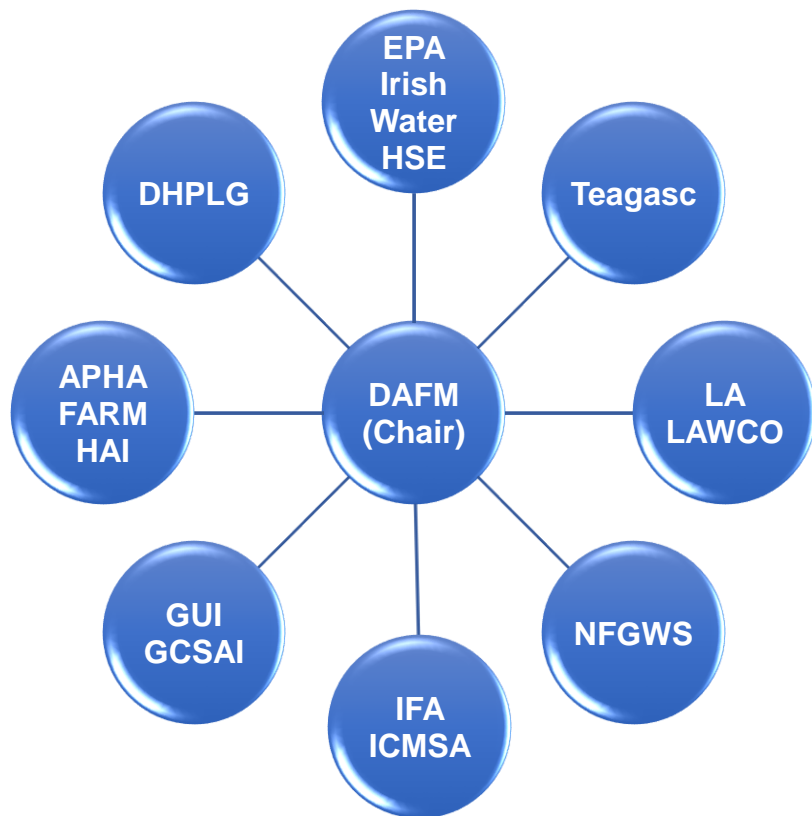 EPA
Irish
Water
HSE
DHPLG
Teagasc
APHA
FARM
HAI
DAFM
(Chair)
LA
LAWCO
GUI
GCSAI
NFGWS
IFA
ICMSA